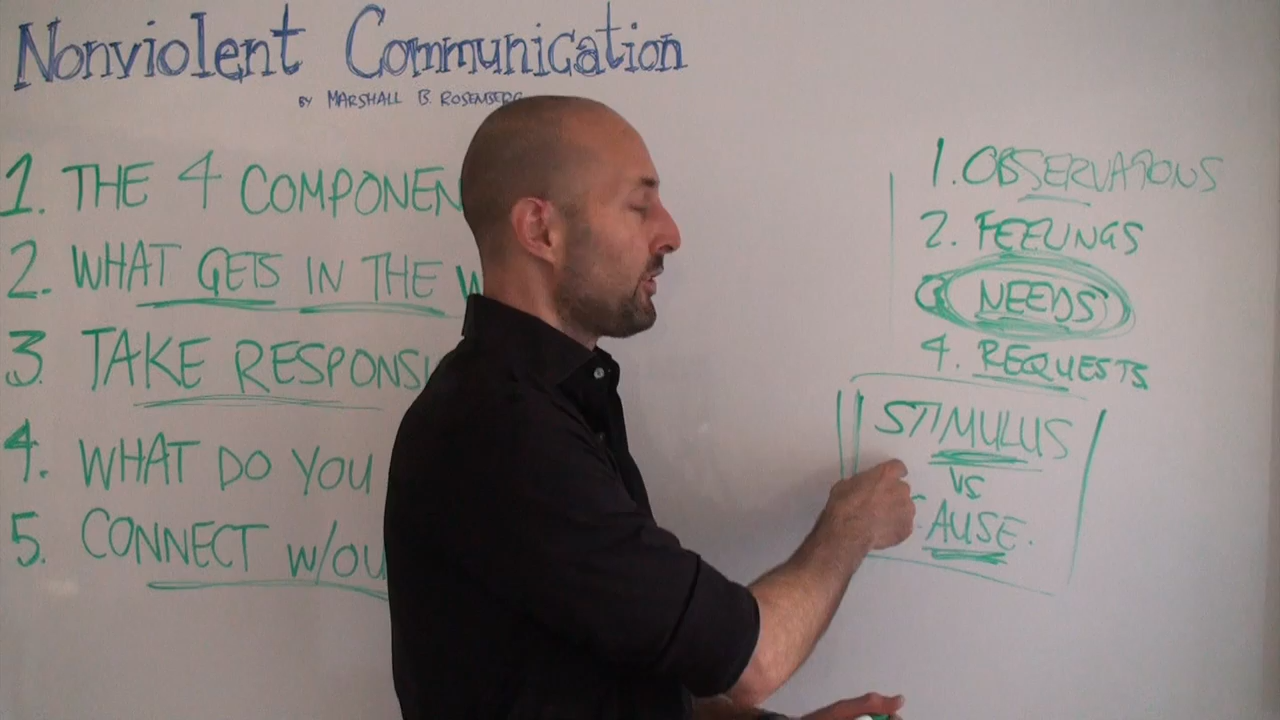 Nonviolent Communication
BY MARSHALL B. ROSENBERG
1. THE 4 COMPONEN
2. WHAT GETS IN THE W
3. TAKE RESPONSI
4. WHAT DO YOU
5. CONNECT W/OU
1. OBSERVATIONS
2. FEELINGS
NEEDS
4. REQUESTS
STIMULUS
VS
CAUSE.